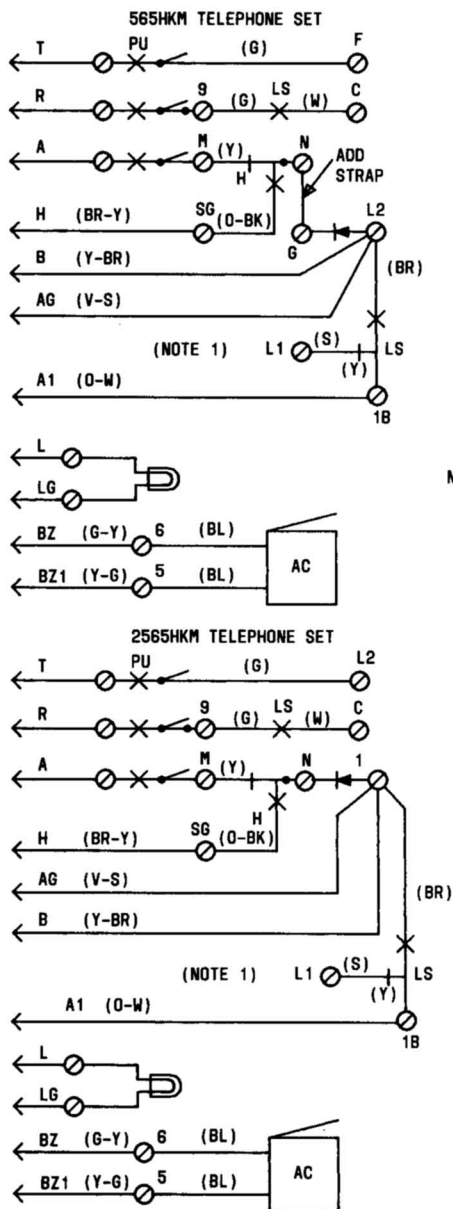 565HKM TELEPHONE SET
T PU (G) F
R 9 (G) LS (W) C
A M (Y) N
H ADD
STRAP
H (BR-Y) SG (O-BK) G L2
B (Y-BR) (BR)
AG (V-S)
(NOTE 1) L1 (S) LS
(Y)
A1 (O-W)
1B
L
N
LG
BZ (G-Y) 6 (BL)
AC
BZ1 (Y-G) 5 (BL)
2565HKM TELEPHONE SET
T PU (G) L2
R 9 (G) LS (W) C
A M (Y) N 1
H
H (BR-Y) SG (O-BK)
AG (V-S) (BR)
B (Y-BR)
(NOTE 1) L1 (S) LS
(Y)
A1 (O-W)
1B
L
LG
BZ (G-Y) 6 (BL)
AC
BZ1 (Y-G) 5 (BL)